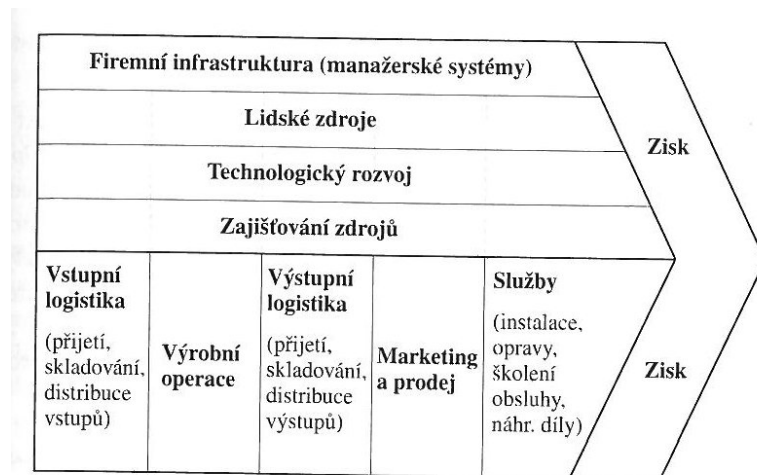 Firemní infrastruktura (manažerské systémy)
Lidské zdroje
Technologický rozvoj
Zajišťování zdrojů
Zisk
Vstupní
logistika
(přijetí,
skladování,
distribuce
vstupů)
Výrobní
operace
Výstupní
logistika
(přijetí,
skladování,
distribuce
výstupů)
Marketing
a prodej
Služby
(instalace,
opravy,
školení
obsluhy,
náhr. díly)
Zisk